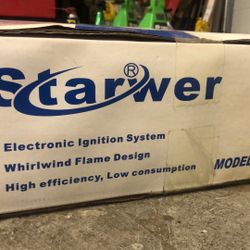 Starwer®
Electronic Ignition System
Whirlwind Flame Design
High efficiency, Low consumption
MODEL